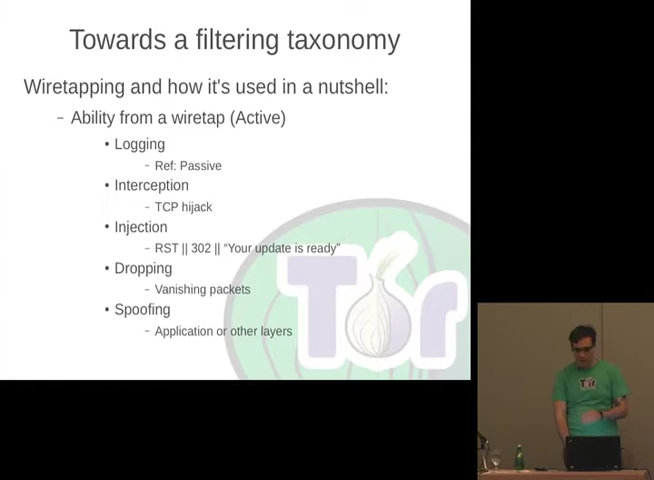 Towards a filtering taxonomy
Wiretapping and how it's used in a nutshell:
– Ability from a wiretap (Active)
• Logging
– Ref: Passive
• Interception
– TCP hijack
• Injection
– RST || 302 || “Your update is ready”
• Dropping
– Vanishing packets
• Spoofing
– Application or other layers
Tor
Tor